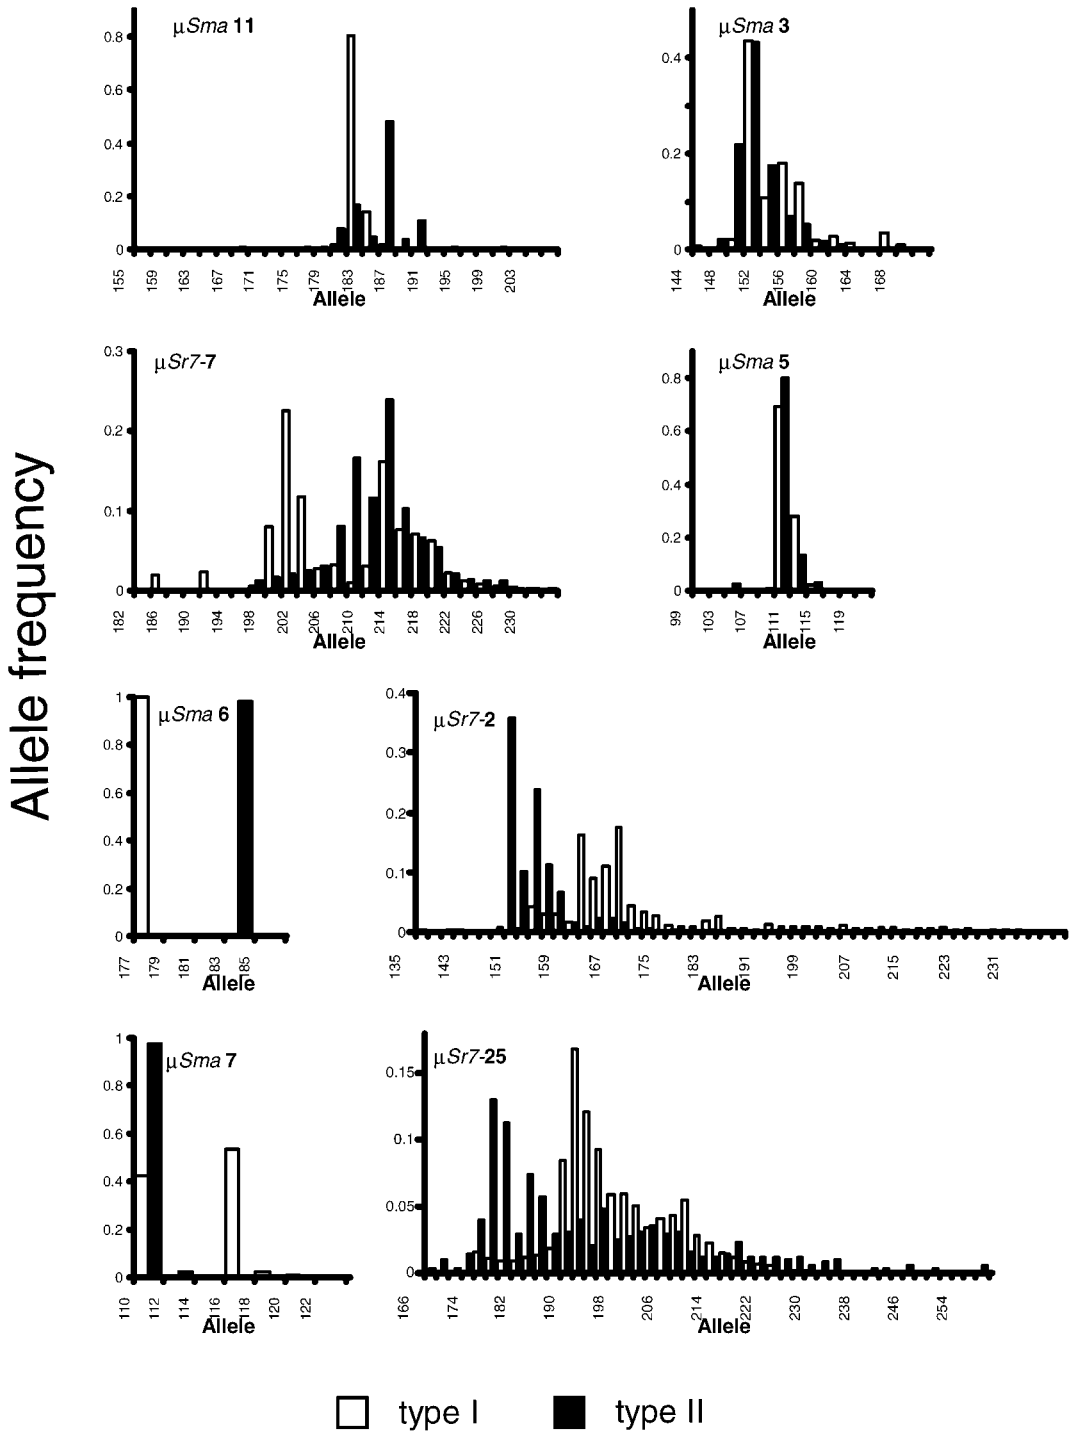 Allele frequency
μSma 11
0.8
0.6
0.4
0.2
0
155 159 163 167 171 175 179 183 187 191 195 199 203
Allele
μSma 3
0.4
0.2
0
144 148 152 156 160 164 168
Allele
μSr7-7
0.3
0.2
0.1
0
182 186 190 194 198 202 206 210 214 218 222 226 230
Allele
μSma 5
0.8
0.6
0.4
0.2
0
99 103 107 111 115 119
Allele
μSma 6
1
0.8
0.6
0.4
0.2
0
177 179 181 183 185
Allele
μSr7-2
0.4
0.3
0.2
0.1
0
135 143 151 159 167 175 183 191 199 207 215 223 231
Allele
μSma 7
1
0.8
0.6
0.4
0.2
0
110 112 114 116 118 120 122
Allele
μSr7-25
0.15
0.1
0.05
0
166 174 182 190 198 206 214 222 230 238 246 254
Allele
type I
type II